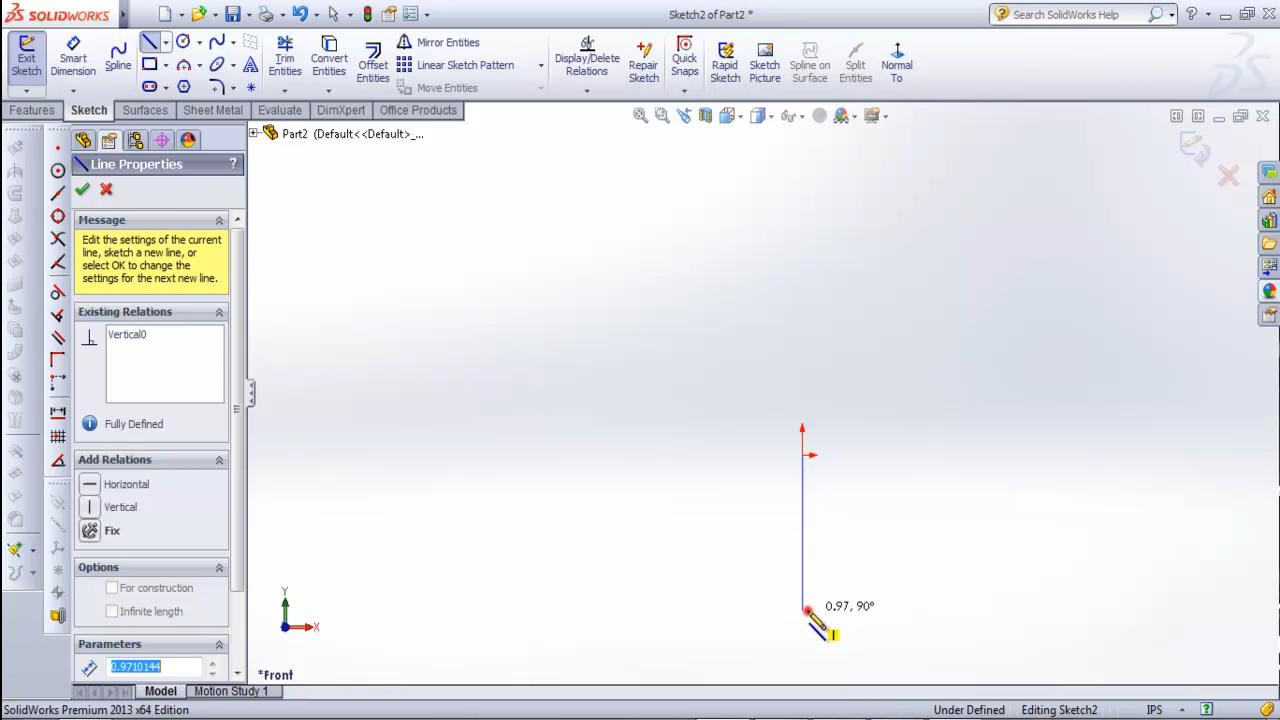 SOLIDWORKS
Sketch2 of Part2 *
Search SolidWorks Help
Exit Sketch
Smart Dimension
Spline
Trim Entities
Convert Entities
Offset Entities
Mirror Entities
Linear Sketch Pattern
Move Entities
Display/Delete Relations
Repair Sketch
Quick Snaps
Rapid Sketch
Sketch Picture
Spline on Surface
Split Entities
Normal To
Features
Sketch
Surfaces
Sheet Metal
Evaluate
DimXpert
Office Products
Part2 (Default<<Default>_...
Line Properties
?
Message
Edit the settings of the current
line, sketch a new line, or
select OK to change the
settings for the next new line.
Existing Relations
Vertical0
Fully Defined
Add Relations
Horizontal
Vertical
Fix
Options
For construction
Infinite length
Parameters
0.9710144
0.97, 90°
Y
X
*Front
Model
Motion Study 1
SolidWorks Premium 2013 x64 Edition
Under Defined
Editing Sketch2
IPS